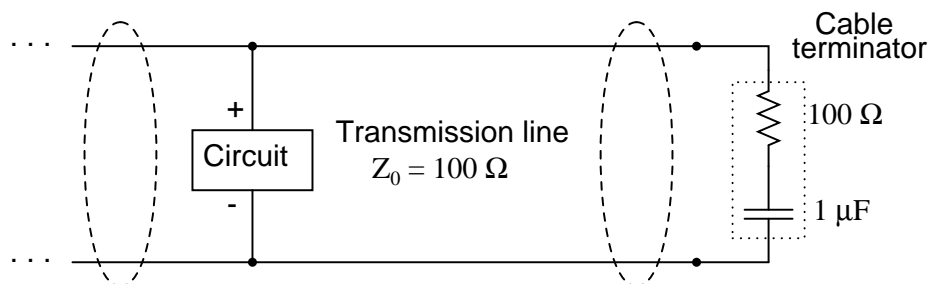 . . .
Cable
terminator
+
Circuit
-
Transmission line
Z₀ = 100 Ω
100 Ω
1 μF
. . .